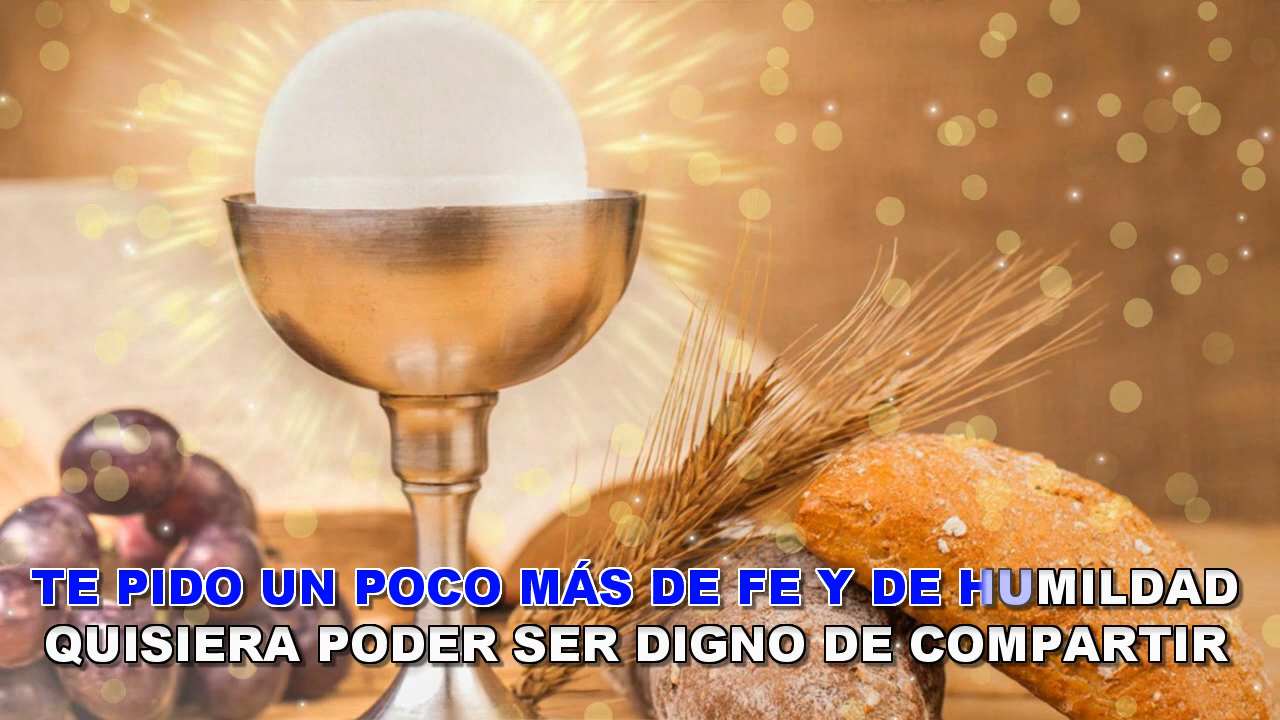 TE PIDO UN POCO MÁS DE FE Y DE HUMILDAD
QUISIERA PODER SER DIGNO DE COMPARTIR